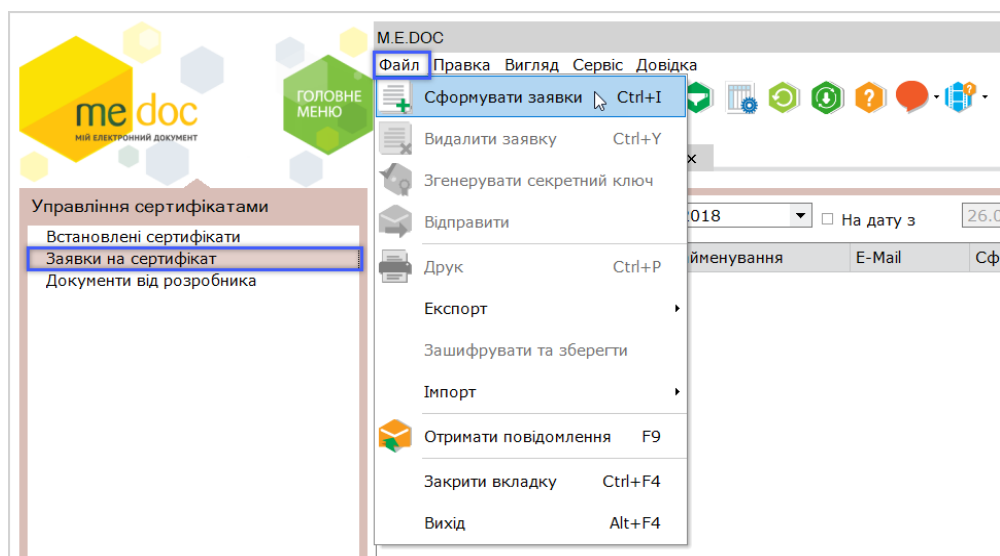 me doc
МІЙ ЕЛЕКТРОННИЙ ДОКУМЕНТ
ГОЛОВНЕ
МЕНЮ
M.E.DOC
Файл Правка Вигляд Сервіс Довідка
Управління сертифікатами
Встановлені сертифікати
Заявки на сертифікат
Документи від розробника
Сформувати заявки Ctrl+I
Видалити заявку Ctrl+Y
Згенерувати секретний ключ
Відправити
Друк Ctrl+P
Експорт
Зашифрувати та зберегти
Імпорт
Отримати повідомлення F9
Закрити вкладку Ctrl+F4
Вихід Alt+F4
2018 На дату з 26.0
йменування E-Mail Сф